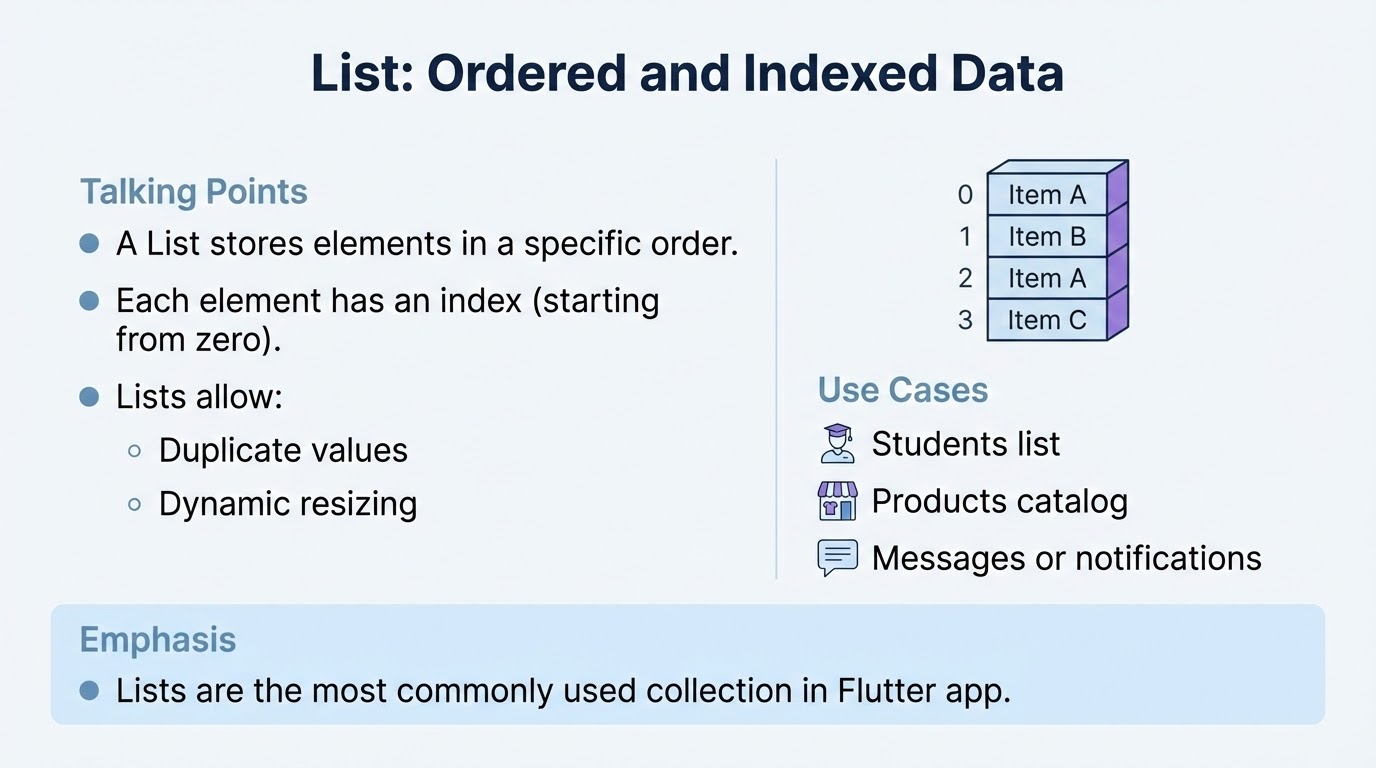 List: Ordered and Indexed Data
Talking Points
A List stores elements in a specific order.
Each element has an index (starting
from zero).
Lists allow:
Duplicate values
Dynamic resizing
0 Item A
1 Item B
2 Item A
3 Item C
Use Cases
Students list
Products catalog
Messages or notifications
Emphasis
Lists are the most commonly used collection in Flutter app.